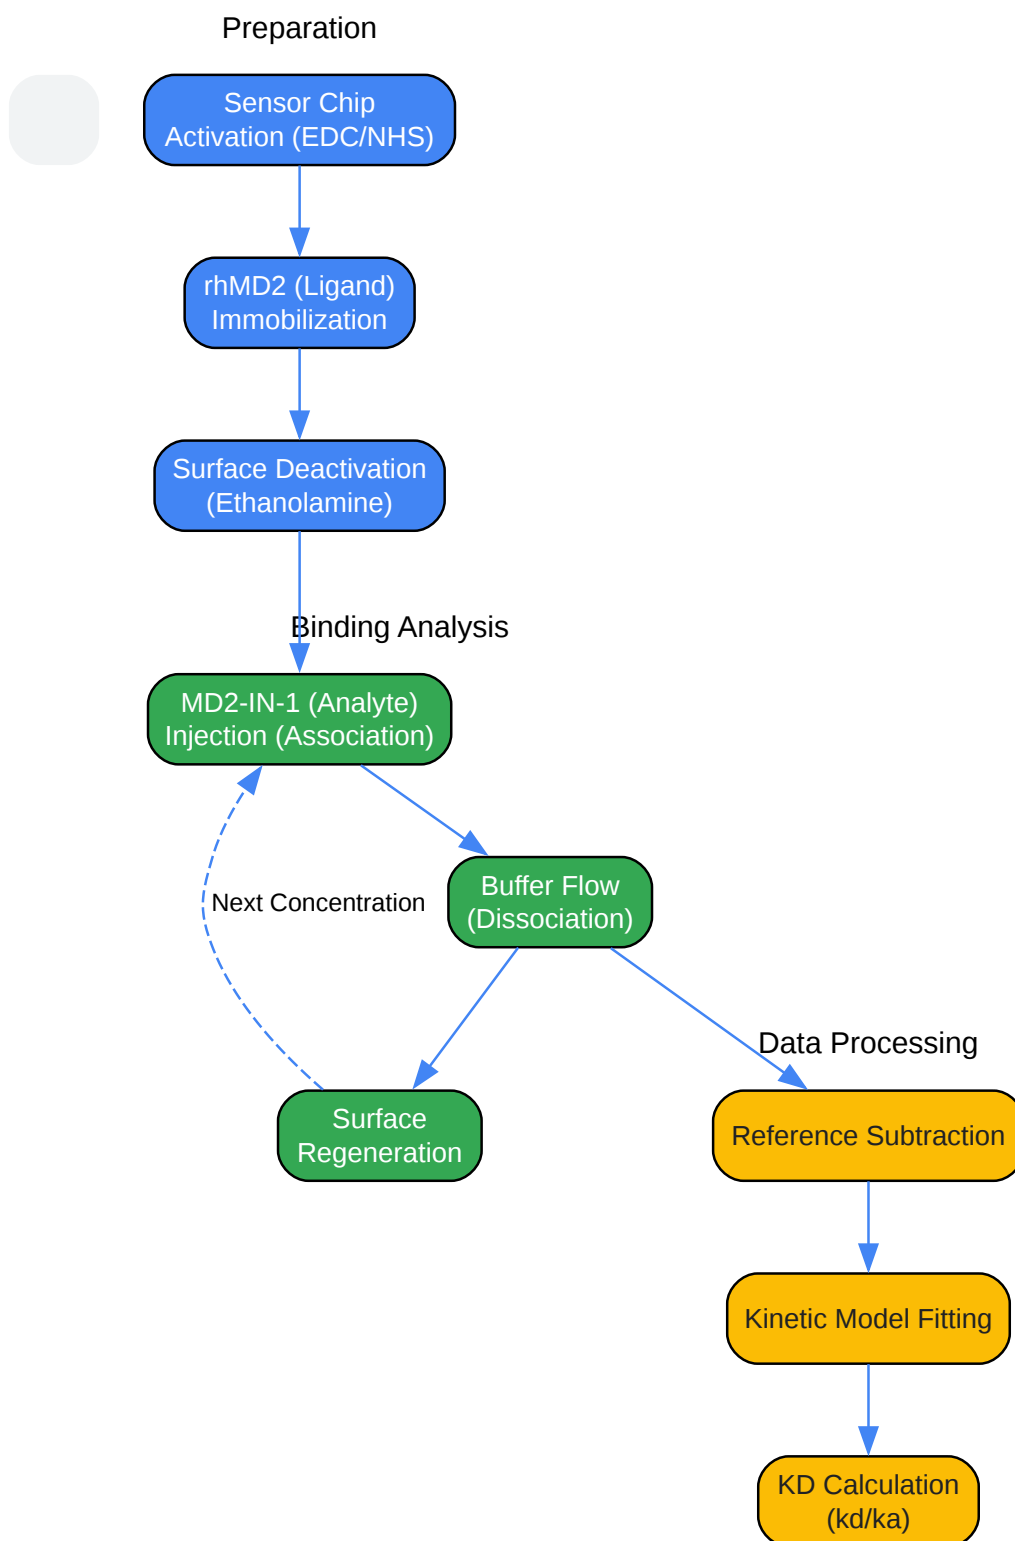 Preparation
Sensor Chip
Activation (EDC/NHS)
rhMD2 (Ligand)
Immobilization
Surface Deactivation
(Ethanolamine)
Binding Analysis
MD2-IN-1 (Analyte)
Injection (Association)
Buffer Flow
(Dissociation)
Next Concentration
Surface
Regeneration
Data Processing
Reference Subtraction
Kinetic Model Fitting
KD Calculation
(kd/ka)